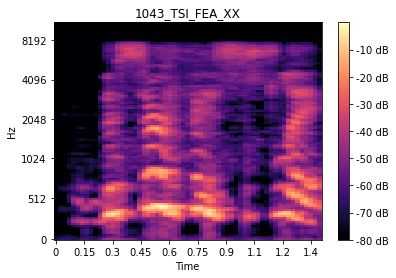 1043_TSI_FEA_XX
8192
4096
2048
1024
512
0
Hz
0 0.15 0.3 0.45 0.6 0.75 0.9 1.1 1.2 1.4
Time
-10 dB
-20 dB
-30 dB
-40 dB
-50 dB
-60 dB
-70 dB
-80 dB